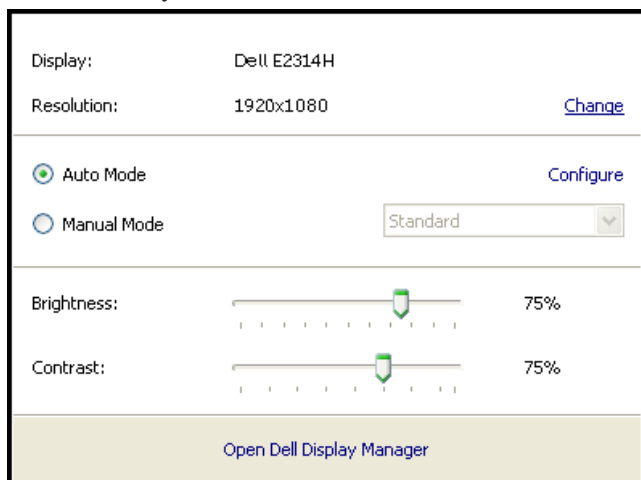 Display: Dell E2314H
Resolution: 1920x1080 Change
Auto Mode Configure
Manual Mode Standard
Brightness: 75%
Contrast: 75%
Open Dell Display Manager